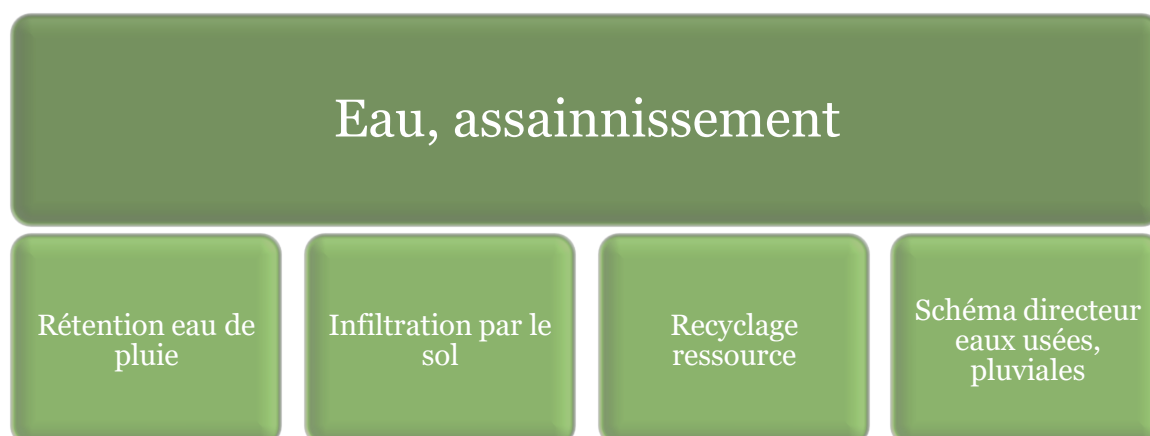 Eau, assainnissement
Rétention eau de
pluie
Infiltration par le
sol
Recyclage
ressource
Schéma directeur
eaux usées,
pluviales